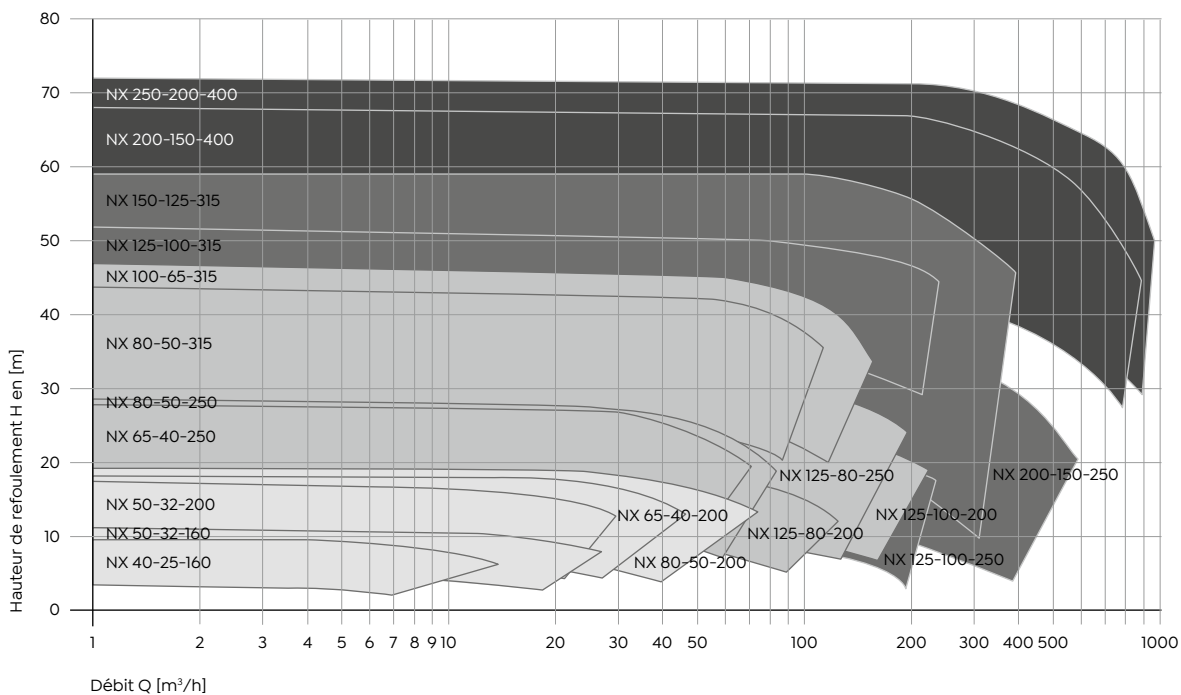 80
70
60
50
40
30
20
10
0
Hauteur de refoulement H en [m]
NX 250-200-400
NX 200-150-400
NX 150-125-315
NX 125-100-315
NX 100-65-315
NX 80-50-315
NX 80-50-250
NX 65-40-250
NX 50-32-200
NX 50-32-160
NX 40-25-160
NX 125-80-250
NX 200-150-250
NX 65-40-200
NX 125-100-200
NX 125-80-200
NX 80-50-200
NX 125-100-250
1 2 3 4 5 6 7 8 9 10 20 30 40 50 100 200 300 400 500 1000
Débit Q [m³/h]